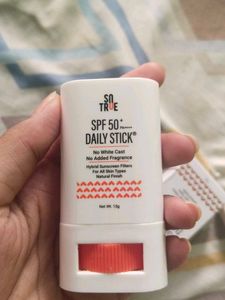 SO
TRUE
SPF 50+
PA++++
DAILY STICK®
No White Cast
No Added Fragrance
Hybrid Sunscreen Filters
For All Skin Types
Natural Finish
Net Wt. 15g